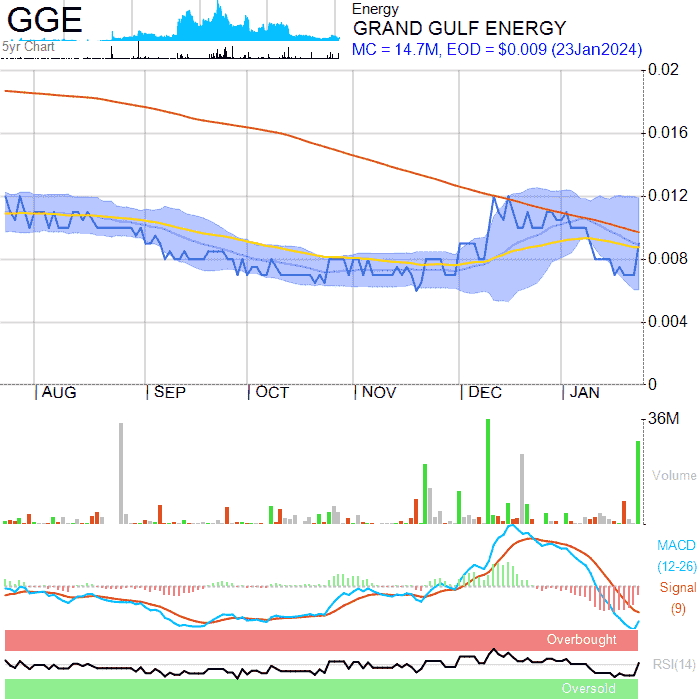 GGE
5yr Chart
Energy
GRAND GULF ENERGY
MC = 14.7M, EOD = $0.009 (23Jan2024)
0.02
0.016
0.012
0.008
0.004
0
AUG SEP OCT NOV DEC JAN
36M
Volume
MACD
(12-26)
Signal
(9)
Overbought
RSI(14)
Oversold